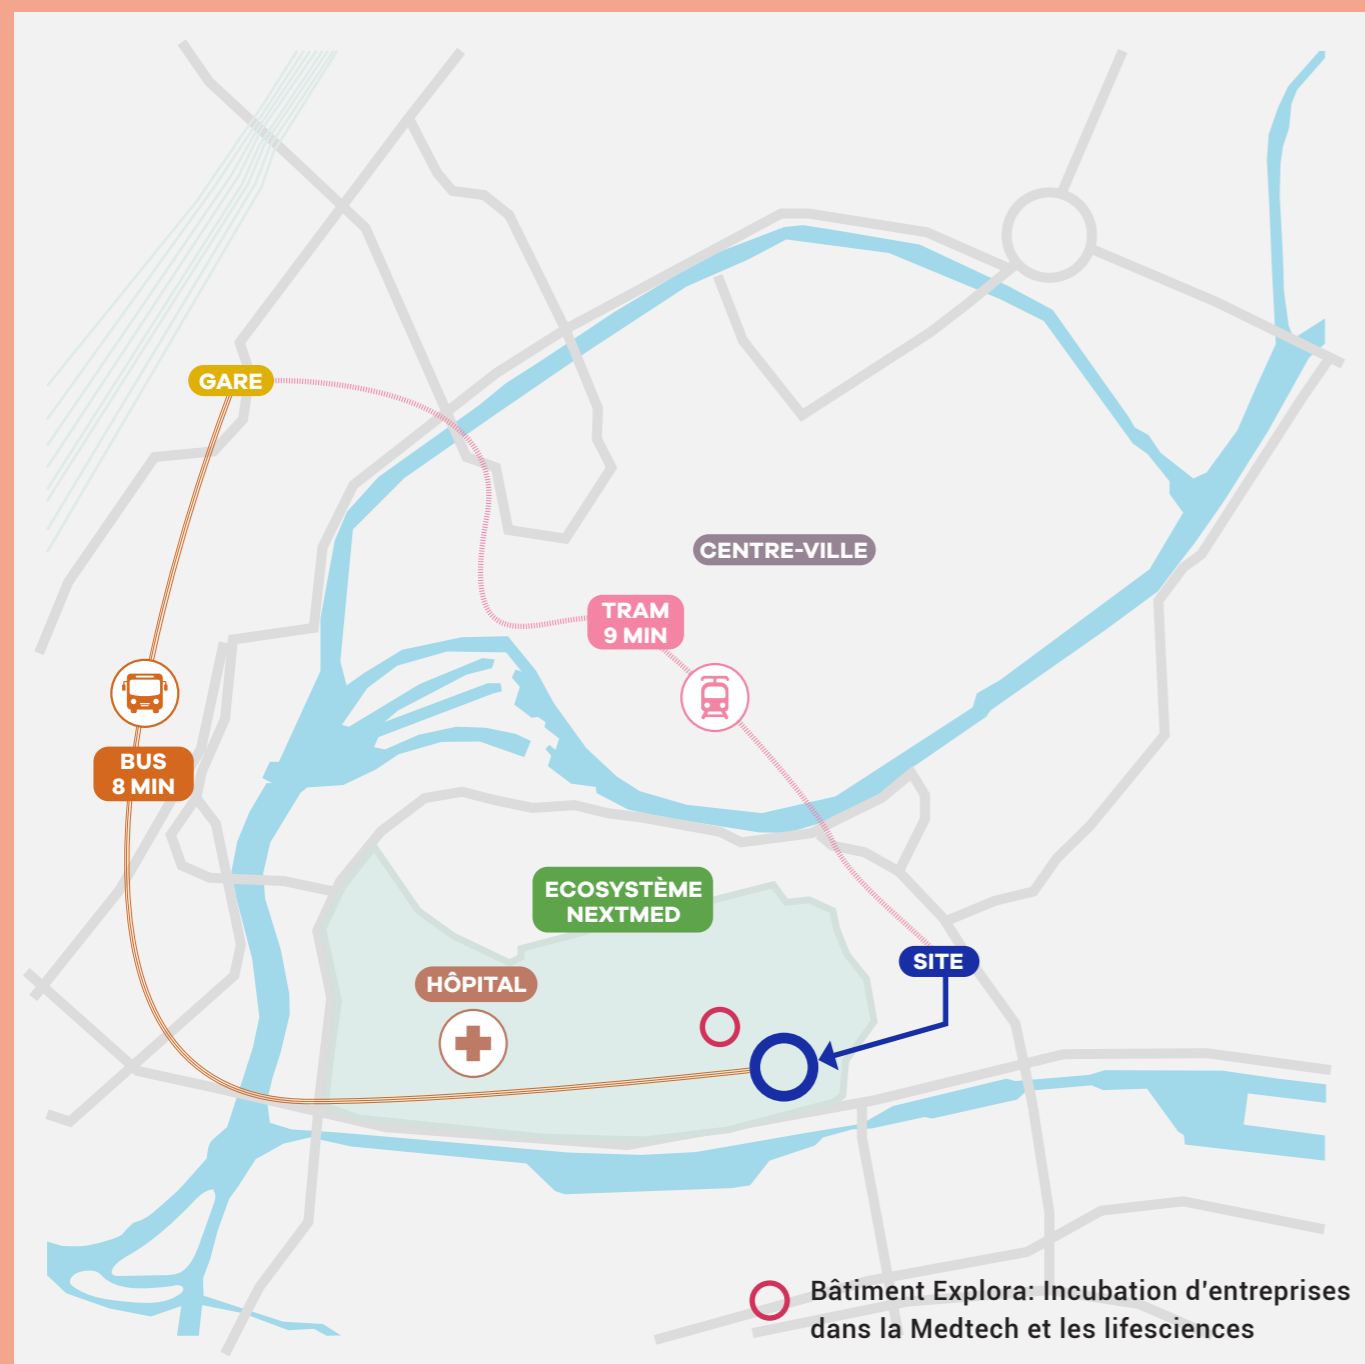 GARE
CENTRE-VILLE
TRAM
9 MIN
BUS
8 MIN
ECOSYSTÈME
NEXTMED
SITE
HÔPITAL
Bâtiment Explora: Incubation d'entreprises
dans la Medtech et les lifesciences